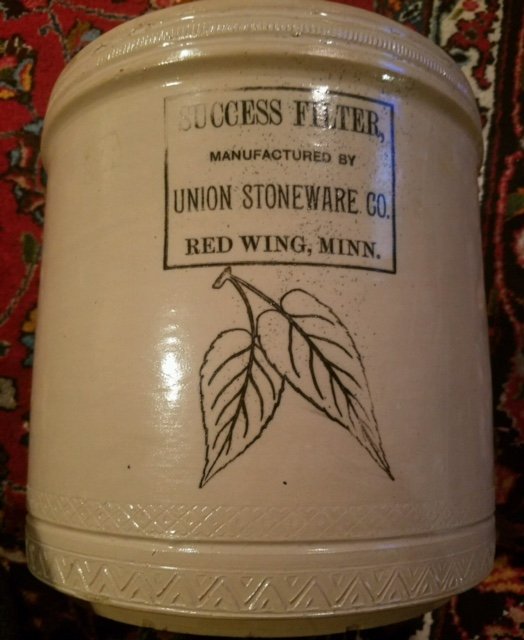 SUCCESS FILTER,
MANUFACTURED BY
UNION STONEWARE CO.
RED WING, MINN.